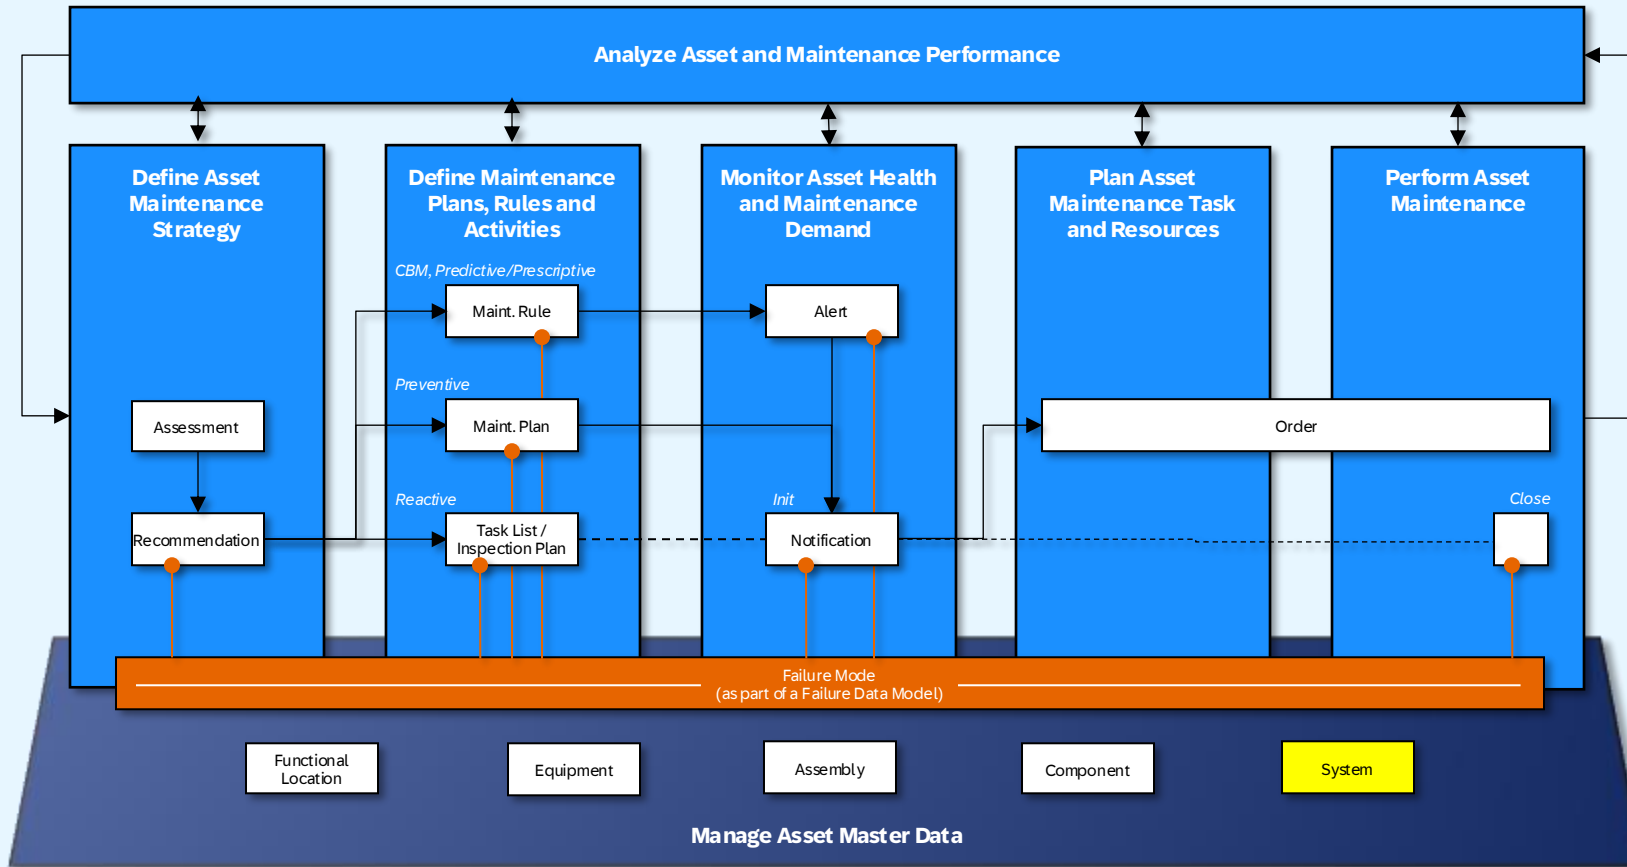 Analyze Asset and Maintenance Performance
Define Asset
Maintenance
Strategy
Define Maintenance
Plans, Rules and
Activities
Monitor Asset Health
and Maintenance
Demand
Plan Asset
Maintenance Task
and Resources
Perform Asset
Maintenance
CBM, Predictive/Prescriptive
Maint. Rule
Alert
Preventive
Assessment
Maint. Plan
Order
Reactive
Init
Close
Recommendation
Task List /
Inspection Plan
Notification
Failure Mode
(as part of a Failure Data Model)
Functional
Location
Equipment
Assembly
Component
System
Manage Asset Master Data